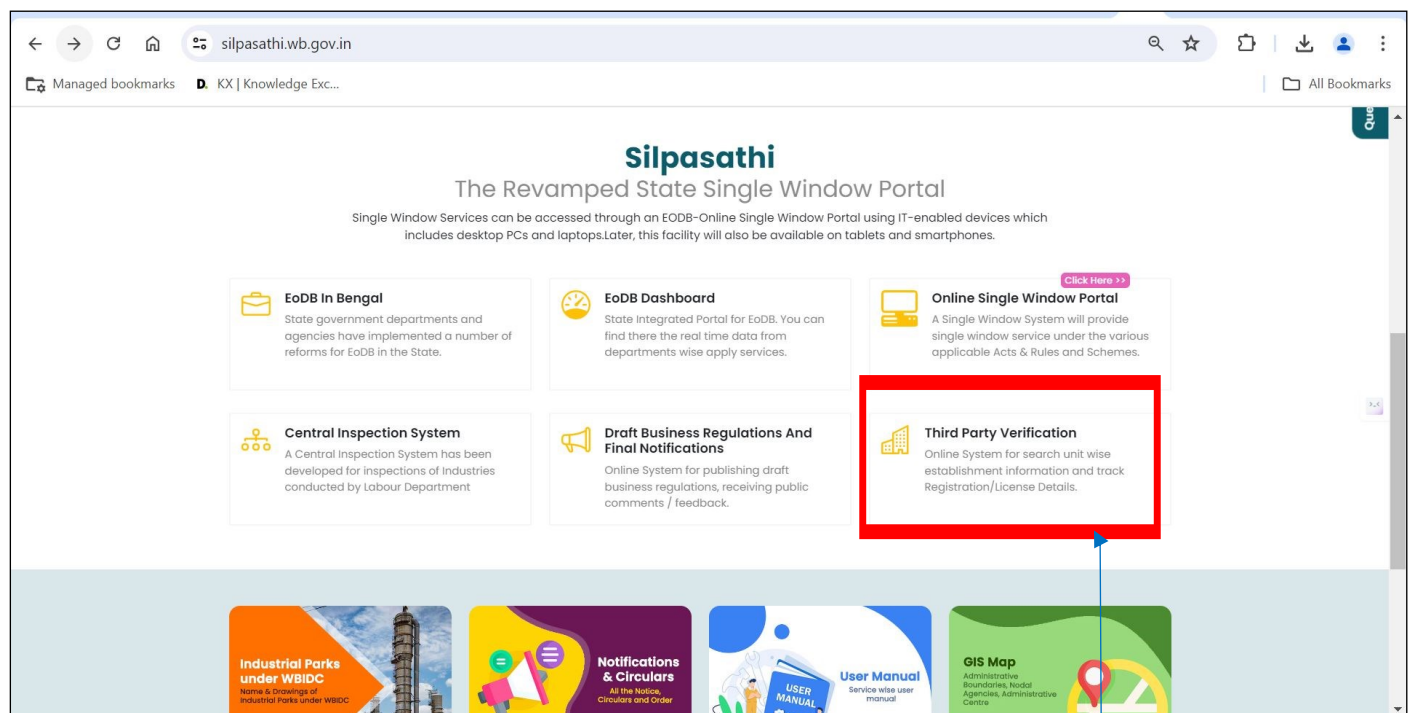 silpasathi.wb.gov.in
Managed bookmarks
D. KX | Knowledge Exc...
All Bookmarks
Que
Silpasathi
The Revamped State Single Window Portal
Single Window Services can be accessed through an EODB-Online Single Window Portal using IT-enabled devices which
includes desktop PCs and laptops.Later, this facility will also be available on tablets and smartphones.
EoDB In Bengal
State government departments and
agencies have implemented a number of
reforms for EoDB in the State.
EoDB Dashboard
State Integrated Portal for EoDB. You can
find there the real time data from
departments wise apply services.
Click Here >>
Online Single Window Portal
A Single Window System will provide
single window service under the various
applicable Acts & Rules and Schemes.
Central Inspection System
A Central Inspection System has been
developed for inspections of Industries
conducted by Labour Department
Draft Business Regulations And
Final Notifications
Online System for publishing draft
business regulations, receiving public
comments / feedback.
Third Party Verification
Online System for search unit wise
establishment information and track
Registration/License Details.
Industrial Parks
under WBIDC
Name & Drawings of
Industrial Parks under WBIDC
Notifications
& Circulars
All the Notice,
Circulars and Order
USER
MANUAL
User Manual
Service wise user
manual
GIS Map
Administrative
Boundaries, Nodal
Agencies, Administrative
Centre